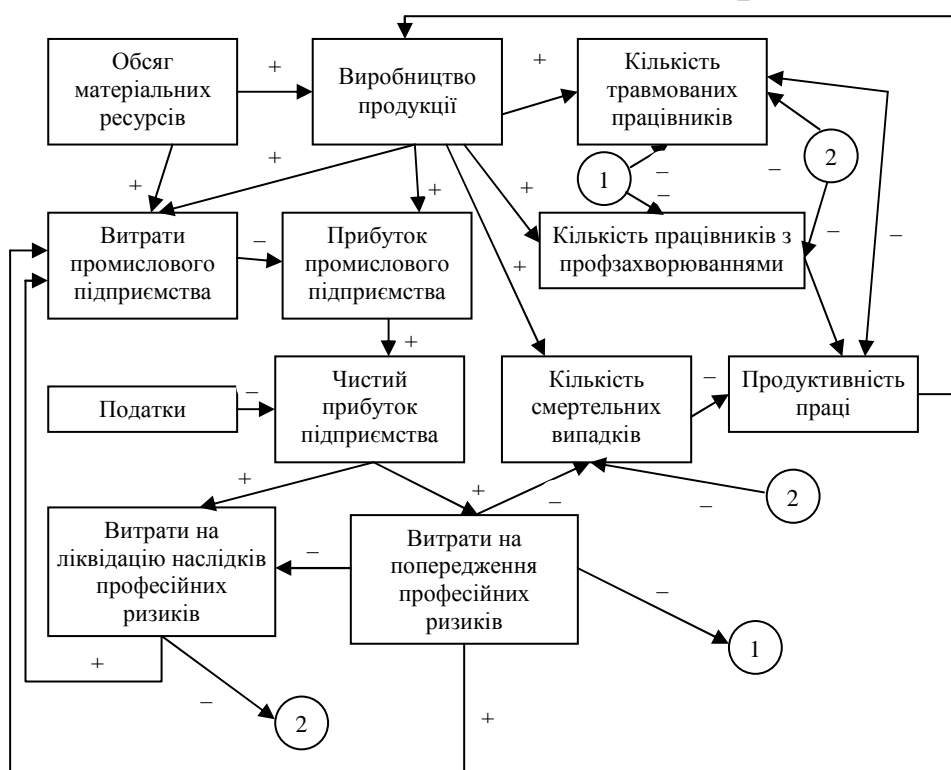 Обсяг
матеріальних
ресурсів
+
Виробництво
продукції
+
Кількість
травмованих
працівників
+
+
+
+
+
1
–
–
–
2
–
–
Витрати
промислового
підприємства
–
Прибуток
промислового
підприємства
Кількість працівників з
профзахворюваннями
–
+
+
Податки
–
Чистий
прибуток
підприємства
Кількість
смертельних
випадків
–
Продуктивність
праці
+
+
–
–
2
Витрати на
ліквідацію наслідків
професійних
ризиків
–
Витрати на
попередження
професійних
ризиків
–
1
+
–
2
+